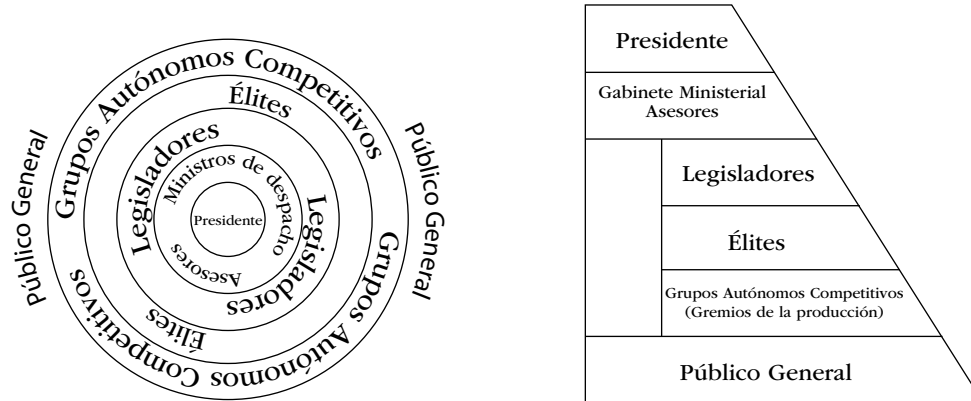 Público General
Grupos Autónomos Competitivos
Élites
Legisladores
Ministros de despacho
Presidente
Asesores
Legisladores
Élites
Grupos Autónomos Competitivos
Público General
Presidente
Gabinete Ministerial
Asesores
Legisladores
Élites
Grupos Autónomos Competitivos
(Gremios de la producción)
Público General